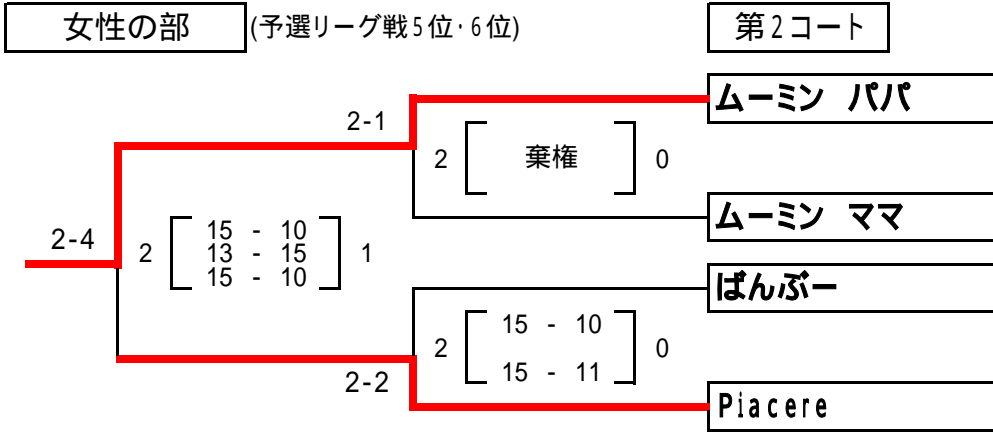 女性の部 (予選リーグ戦5位・6位) 第2コート
ムーミン パパ
2-1
2 棄権 0
ムーミン ママ
2-4
2 15 - 10 1
13 - 15
15 - 10
ばんぶー
2 15 - 10 0
15 - 11
2-2
Piacere